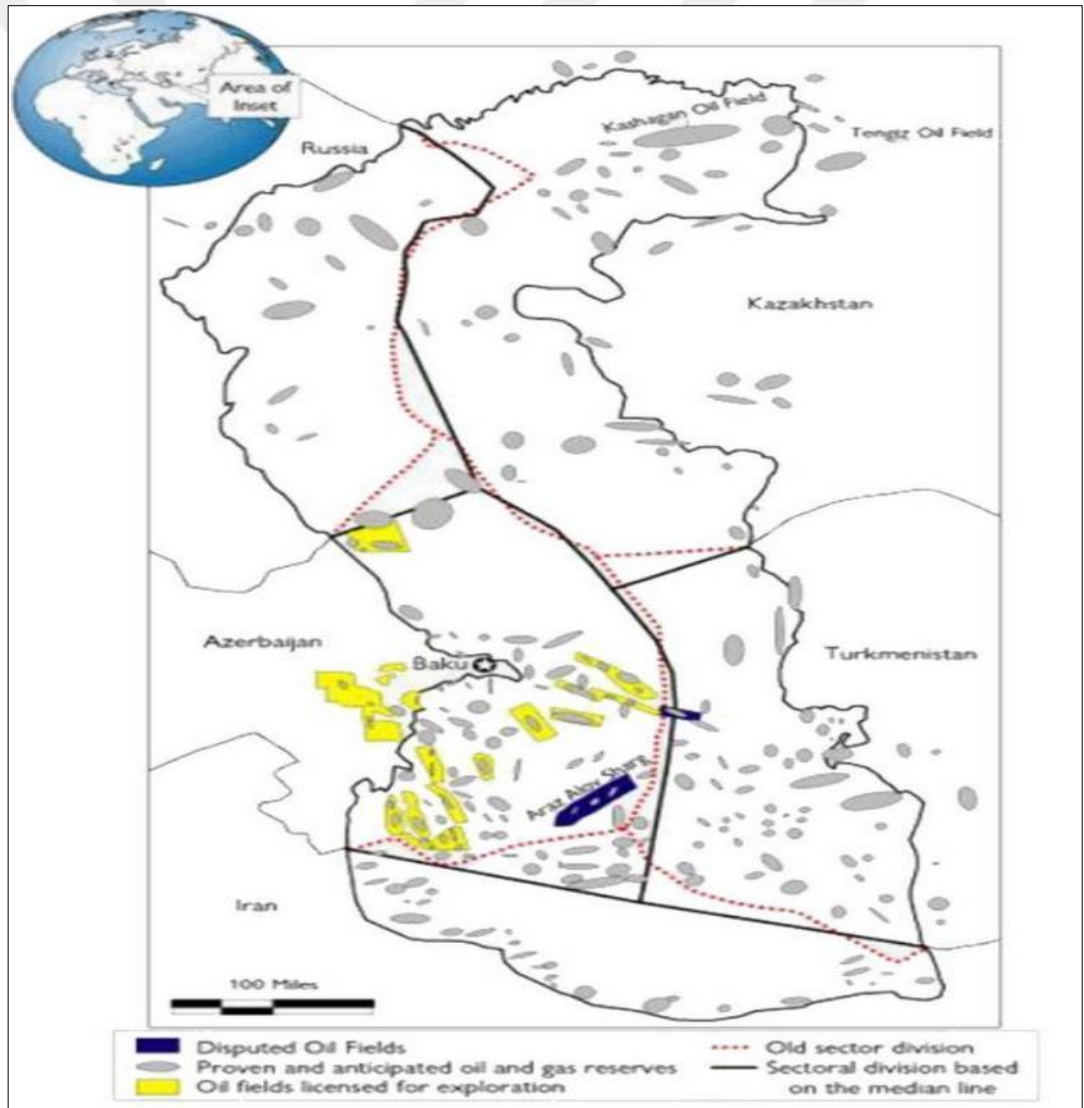 Area of
Inset
Russia
Kashagan Oil Field
Tengiz Oil Field
Kazakhstan
Azerbaijan
Baku
Turkmenistan
Araz Alov Sharg
Iran
100 Miles
Disputed Oil Fields
Proven and anticipated oil and gas reserves
Oil fields licensed for exploration
Old sector division
Sectoral division based
on the median line